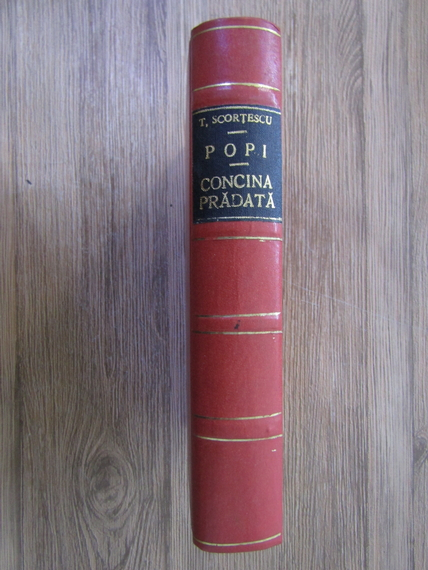 T. SCORȚESCU
POPI
CONCINA
PRĂDATĂ